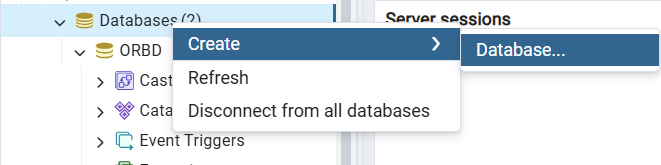 Databases (2)
Server sessions
Create
Database...
ORBD
Refresh
Cast
Cata
Disconnect from all databases
Event Triggers